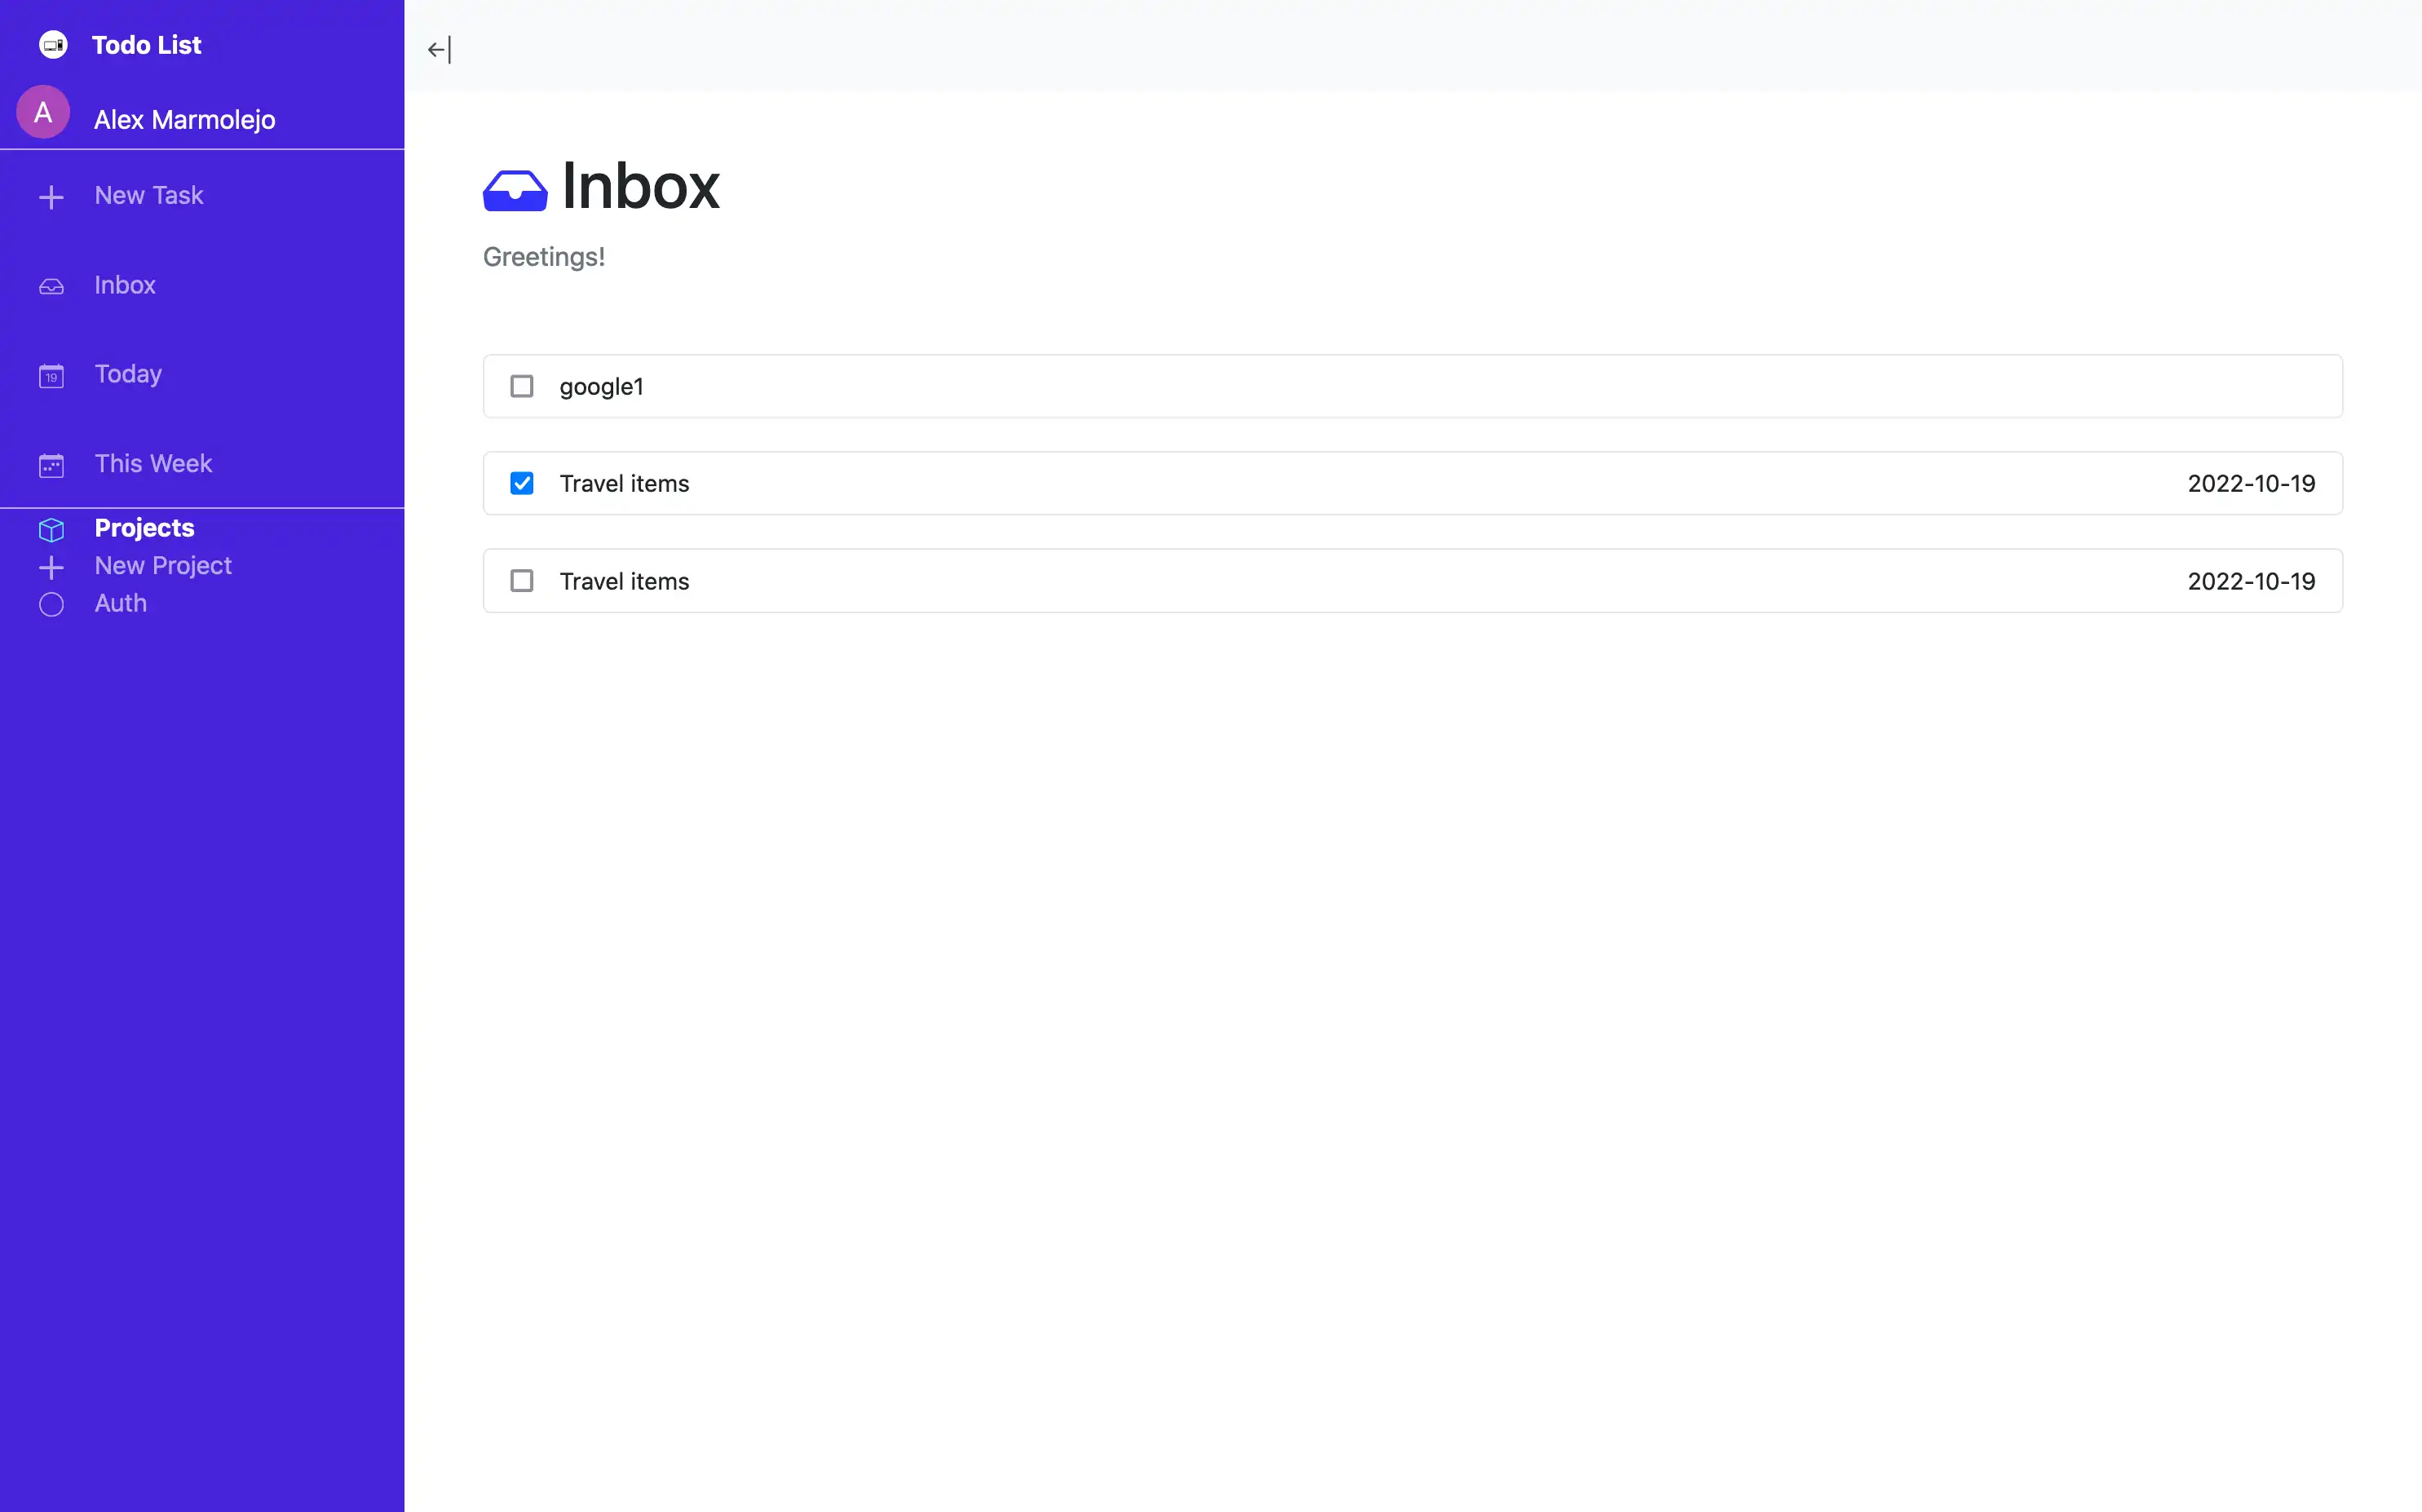 Todo List
A
Alex Marmolejo
New Task
Inbox
19
Today
This Week
Projects
New Project
Auth
Inbox
Greetings!
google1
Travel items 2022-10-19
Travel items 2022-10-19